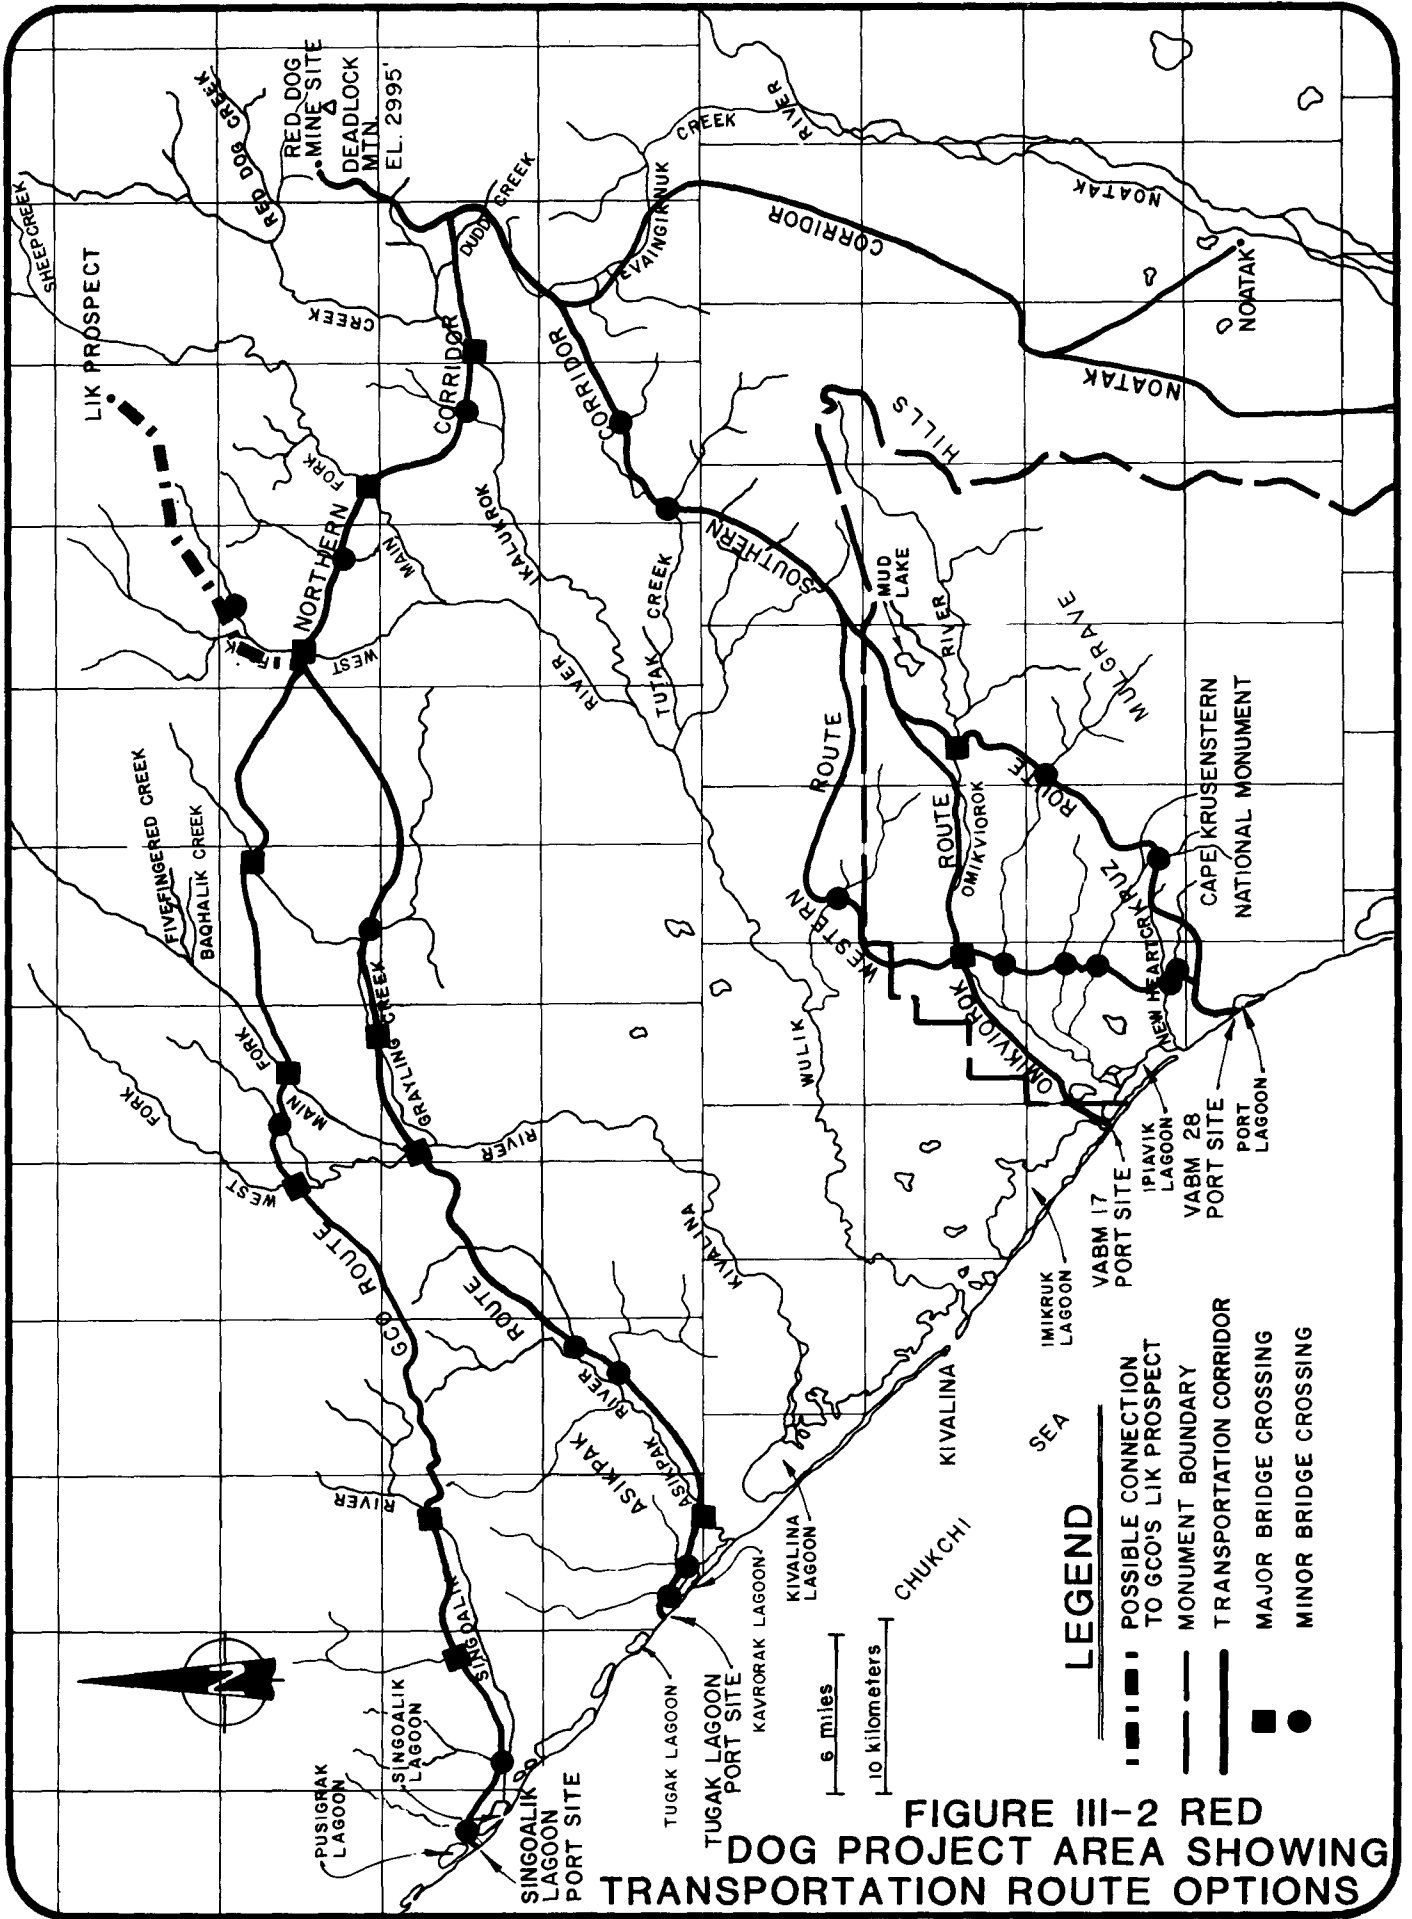 SHEEPCREEK
LIK PROSPECT
RED DOG CREEK
RED DOG
MINE SITE
DEADLOCK
MTN.
EL. 2995'
RED DOG
CREEK
DUDD CREEK
CORRIDOR
NORTHERN
FORK
MAIN
IKALUKROK
FORK
WEST
RIVER
FIVEFINGERED CREEK
BAQHALIK CREEK
FORK
MAIN
FORK
WEST
GRAYLING CREEK
RIVER
GCO ROUTE
ROUTE
RIVER
ASIKPAK
ASIKPAK
RIVER
SINGOALIK
SINGOALIK
LAGOON
PUSIGRAK
LAGOON
SINGOALIK
LAGOON
PORT SITE
CORRIDOR
SOUTHERN
TUTAK CREEK
EVAINGIKNUK
CREEK
NOATAK
RIVER
CORRIDOR
NOATAK
NOATAK
HILLS
MULGRAVE
MUD
LAKE
RIVER
OMIKVIOROK
ROUTE
WESTERN
ROUTE
OMIKVIOROK
KRUZ
ROUTE
NEW HEART CRK
CAPE KRUSENSTERN
NATIONAL MONUMENT
WULIK
KIVALINA
KIVALINA
PORT
LAGOON
VABM 28
PORT SITE
IPIAVIK
LAGOON
VABM 17
PORT SITE
IMIKRUK
LAGOON
KIVALINA
KIVALINA
LAGOON
KAVRORAK LAGOON
TUGAK LAGOON
PORT SITE
TUGAK LAGOON
CHUKCHI
SEA
N
6 miles
10 kilometers
LEGEND
POSSIBLE CONNECTION
TO GCO'S LIK PROSPECT
MONUMENT BOUNDARY
TRANSPORTATION CORRIDOR
MAJOR BRIDGE CROSSING
MINOR BRIDGE CROSSING
FIGURE III-2 RED
DOG PROJECT AREA SHOWING
TRANSPORTATION ROUTE OPTIONS